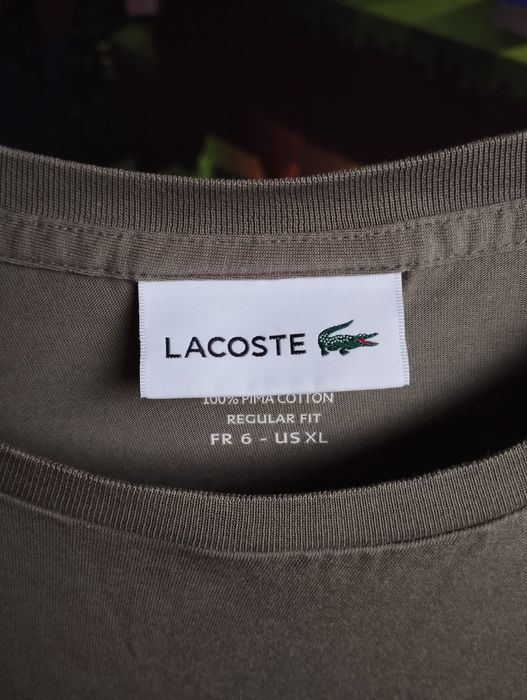 LACOSTE
100% PIMA COTTON
REGULAR FIT
FR 6 - US XL